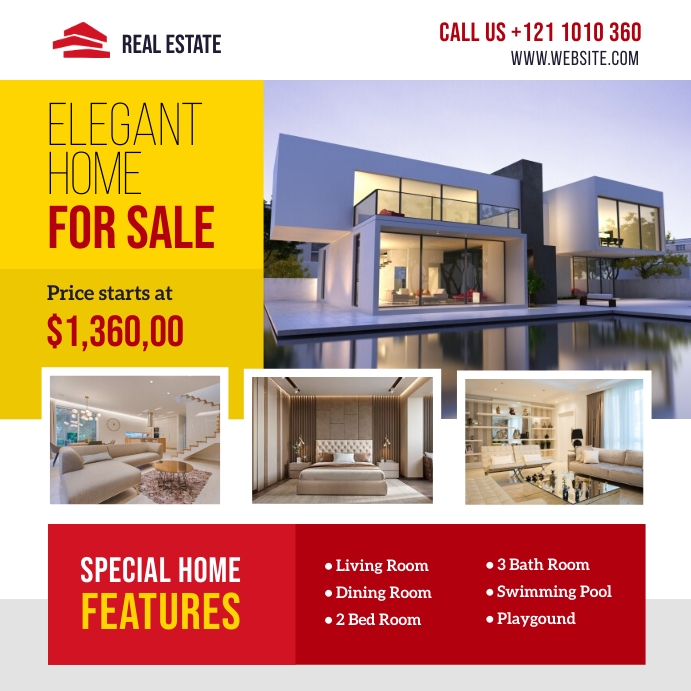 REAL ESTATE
CALL US +121 1010 360
WWW.WEBSITE.COM
ELEGANT
HOME
FOR SALE
Price starts at
$1,360,00
SPECIAL HOME
FEATURES
• Living Room
• Dining Room
• 2 Bed Room
• 3 Bath Room
• Swimming Pool
• Playgound